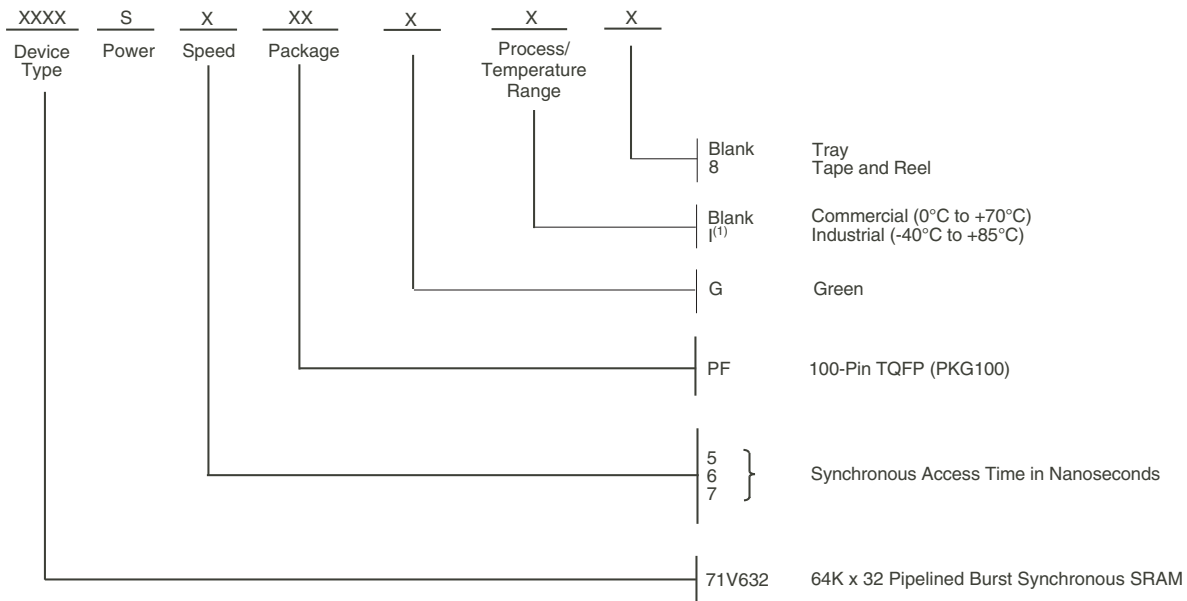 XXXX S X XX X X X
Device Type Power Speed Package Process/ Temperature Range
Blank Tray
8 Tape and Reel
Blank Commercial (0°C to +70°C)
I(1) Industrial (-40°C to +85°C)
G Green
PF 100-Pin TQFP (PKG100)
5
6 Synchronous Access Time in Nanoseconds
7
71V632 64K x 32 Pipelined Burst Synchronous SRAM